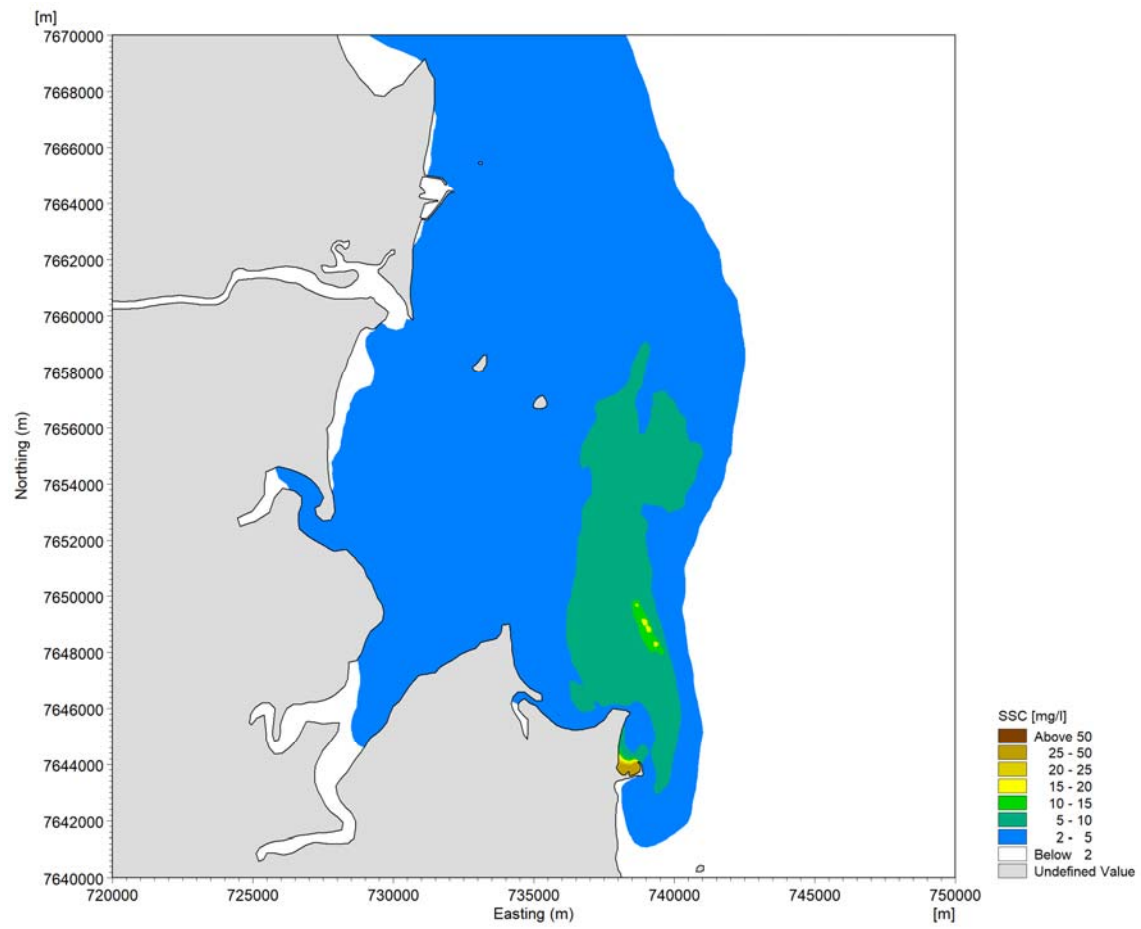 [m]
7670000
7668000
7666000
7664000
7662000
7660000
7658000
7656000
7654000
7652000
7650000
7648000
7646000
7644000
7642000
7640000
Northing (m)
720000 725000 730000 735000 740000 745000 750000
Easting (m) [m]
SSC [mg/l]
Above 50
25 - 50
20 - 25
15 - 20
10 - 15
5 - 10
2 - 5
Below 2
Undefined Value